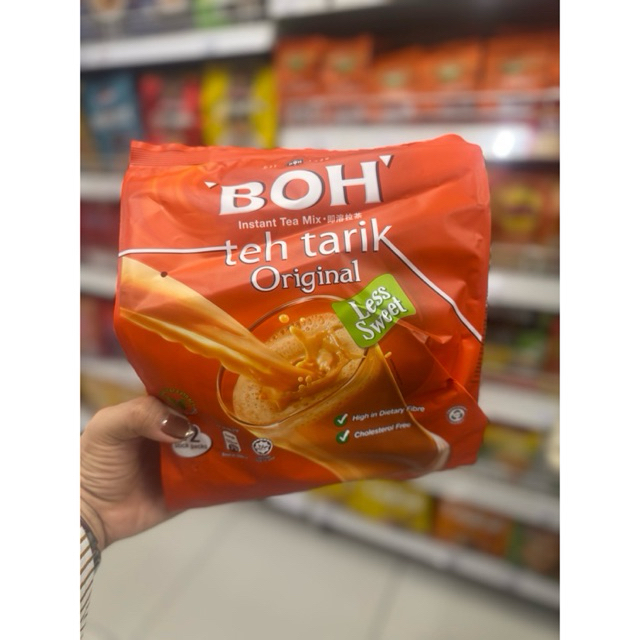 BOH
Instant Tea Mix · 即溶拉茶
teh tarik
Original
Less
Sweet
High in Dietary Fibre
Cholesterol Free